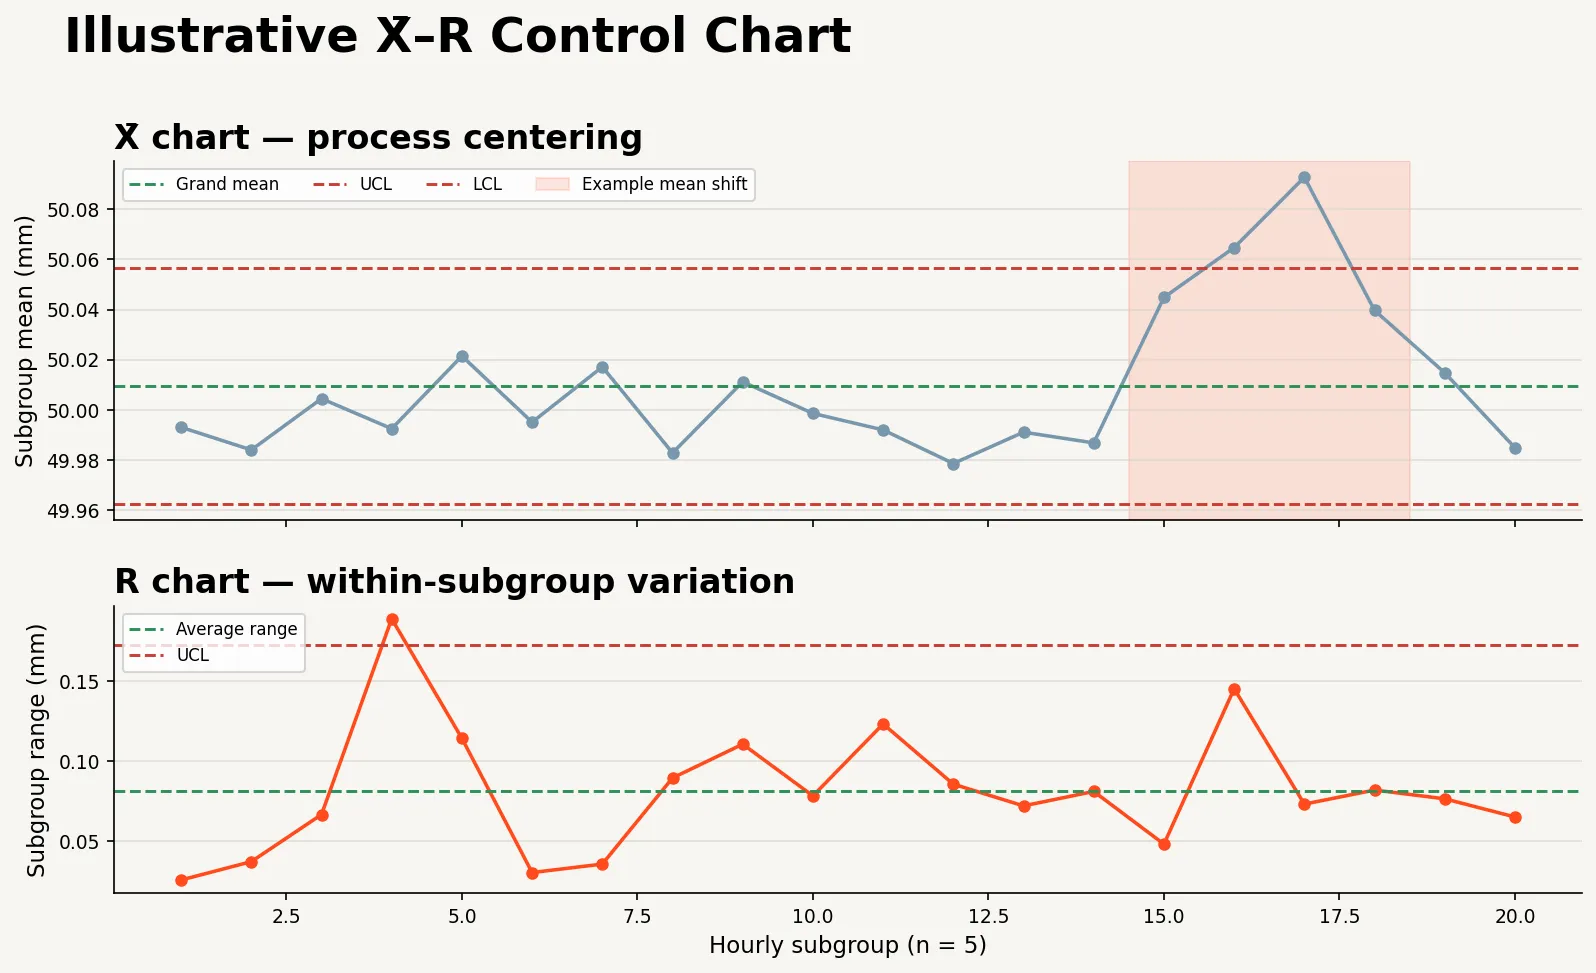 Illustrative X̄–R Control Chart
X̄ chart — process centering
Grand mean UCL LCL Example mean shift
Subgroup mean (mm)
50.08
50.06
50.04
50.02
50.00
49.98
49.96
R chart — within-subgroup variation
Average range
UCL
Subgroup range (mm)
0.15
0.10
0.05
2.5 5.0 7.5 10.0 12.5 15.0 17.5 20.0
Hourly subgroup (n = 5)